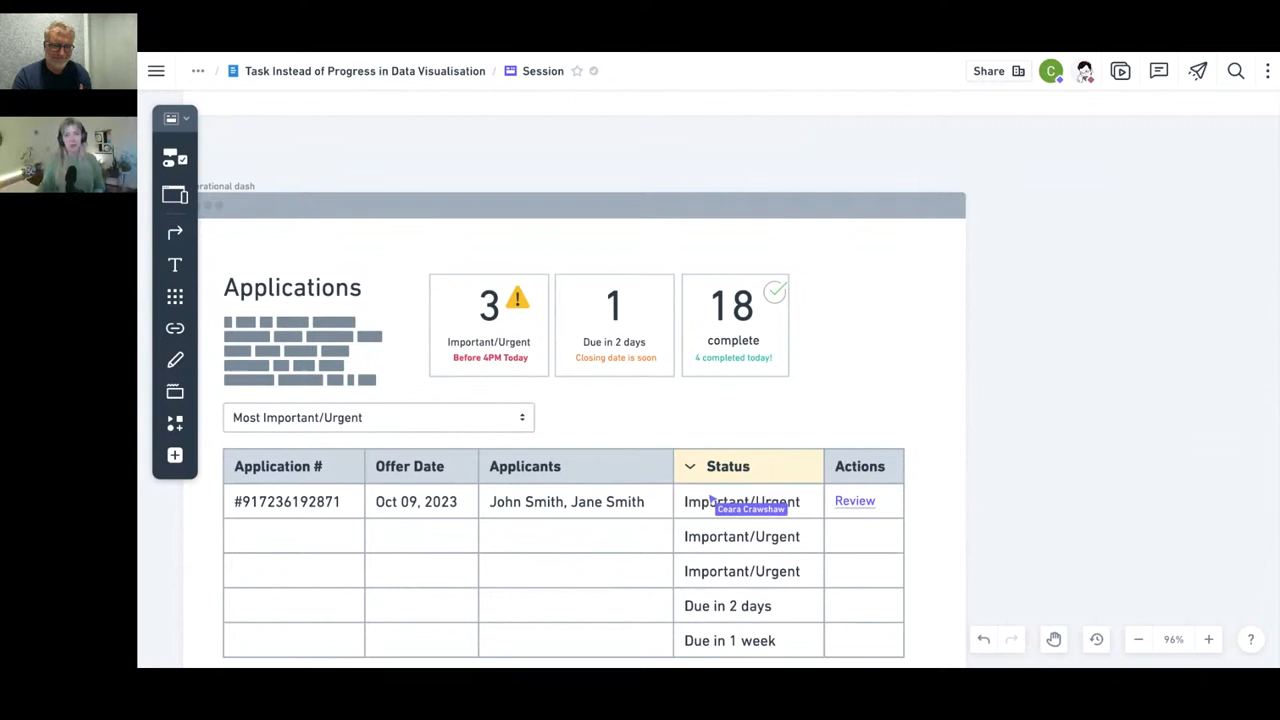 ... / Task Instead of Progress in Data Visualisation / Session
Share
C
erational dash
T
Applications
3
Important/Urgent
Before 4PM Today
1
Due in 2 days
Closing date is soon
18
complete
4 completed today!
Most Important/Urgent
Application # Offer Date Applicants Status Actions
#917236192871 Oct 09, 2023 John Smith, Jane Smith Important/Urgent Review
Ceara Crawshaw
Important/Urgent
Important/Urgent
Due in 2 days
Due in 1 week
96%
?